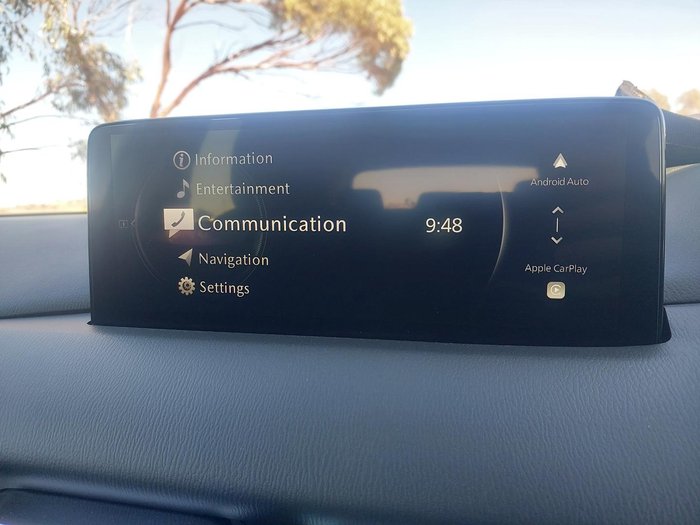 Information
Entertainment
Communication
Navigation
Settings
9:48
Android Auto
Apple CarPlay